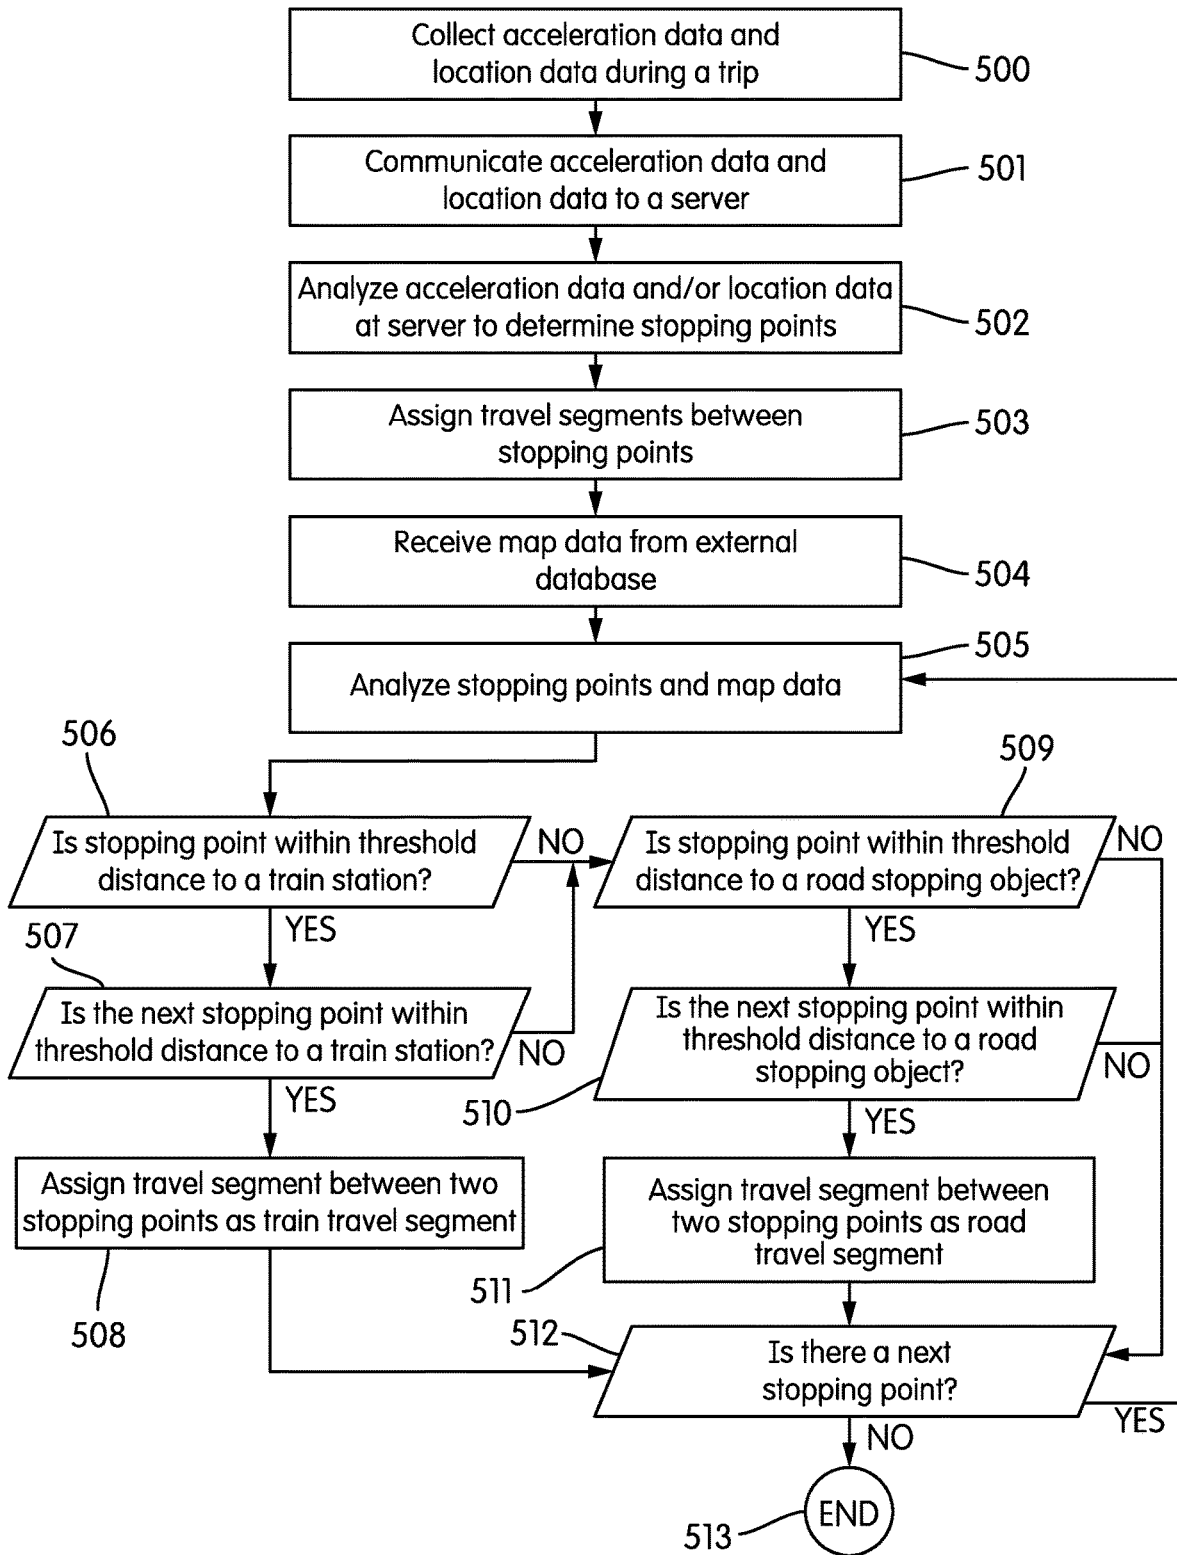 Collect acceleration data and
location data during a trip
500
Communicate acceleration data and
location data to a server
501
Analyze acceleration data and/or location data
at server to determine stopping points
502
Assign travel segments between
stopping points
503
Receive map data from external
database
504
505
Analyze stopping points and map data
506
509
Is stopping point within threshold
distance to a train station?
NO
Is stopping point within threshold
distance to a road stopping object?
NO
YES
YES
507
Is the next stopping point within
threshold distance to a train station?
NO
Is the next stopping point within
threshold distance to a road
stopping object?
NO
YES
510
YES
Assign travel segment between two
stopping points as train travel segment
508
Assign travel segment between
two stopping points as road
travel segment
511
512
Is there a next
stopping point?
YES
NO
END
513